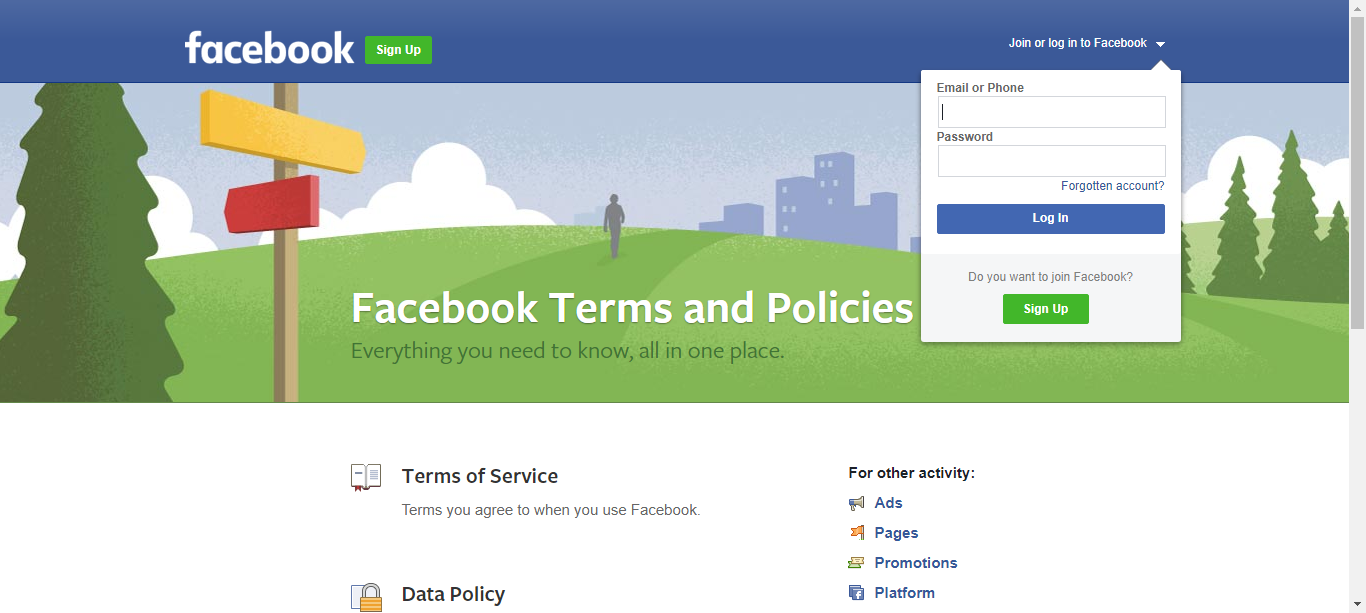 facebook
Sign Up
Join or log in to Facebook
Email or Phone
Password
Forgotten account?
Log In
Do you want to join Facebook?
Sign Up
Facebook Terms and Policies
Everything you need to know, all in one place.
Terms of Service
Terms you agree to when you use Facebook.
Data Policy
For other activity:
Ads
Pages
Promotions
Platform